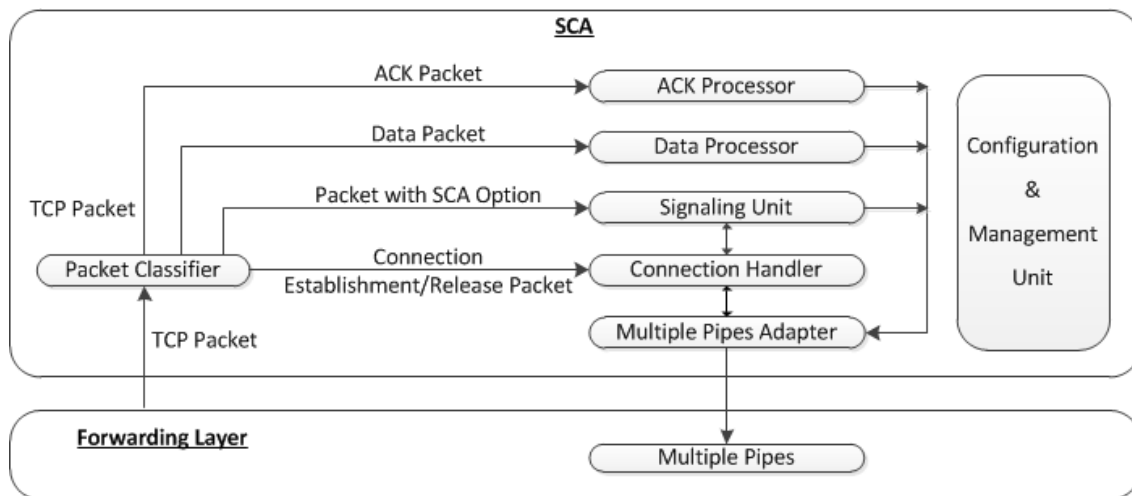 SCA
ACK Packet
ACK Processor
Data Packet
Data Processor
Configuration
&
Management
Unit
Packet with SCA Option
Signaling Unit
TCP Packet
Packet Classifier
Connection
Establishment/Release Packet
Connection Handler
TCP Packet
Multiple Pipes Adapter
Forwarding Layer
Multiple Pipes